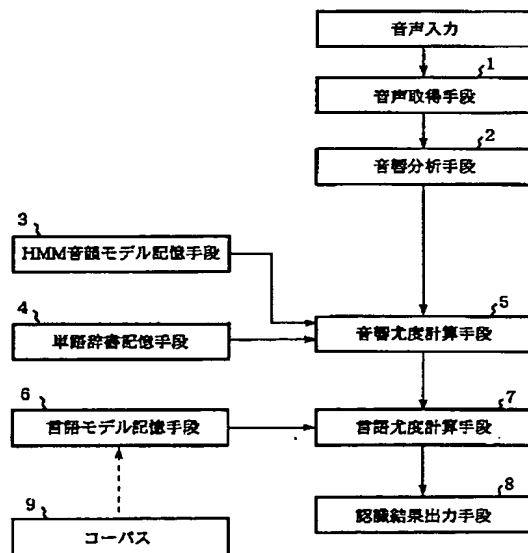 音声入力
1
音声取得手段
2
音響分析手段
3
HMM音韻モデル記憶手段
4
単語辞書記憶手段
5
音響尤度計算手段
6
言語モデル記憶手段
7
言語尤度計算手段
8
認識結果出力手段
9
コーパス